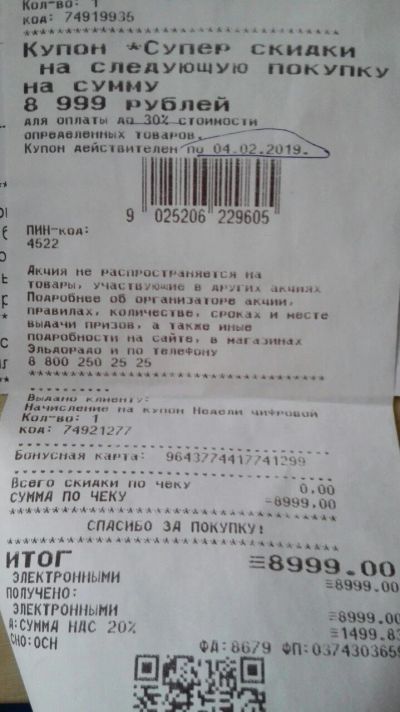 Кол-во: 1
код: 74919935
Купон *Супер скидки
на следующую покупку
на сумму
8 999 рублей
для оплаты до 30% стоимости
определенных товаров.
Купон действителен по 04.02.2019.
9 025206 229605
ПИН-код:
4522
Акция не распространяется на
товары, участвующие в других акциях
Подробнее об организаторе акции,
правилах, количестве, сроках и месте
выдачи призов, а также иные
подробности на сайте, в магазинах
Эльдорадо и по телефону
8 800 250 25 25
Выдано клиенту:
Начисление на купон Недели цифровой
Кол-во: 1
код: 74921277
Бонусная карта: 9643774417741299
Всего скидки по чеку 0.00
СУММА ПО ЧЕКУ =8999.00
СПАСИБО ЗА ПОКУПКУ!
ИТОГ ≡8999.00
ЭЛЕКТРОННЫМИ ≡8999.00
ПОЛУЧЕНО:
ЭЛЕКТРОННЫМИ ≡8999.00
А:СУММА НДС 20% ≡1499.83
СНО:ОСН ФД:8679 ФП:0374303659